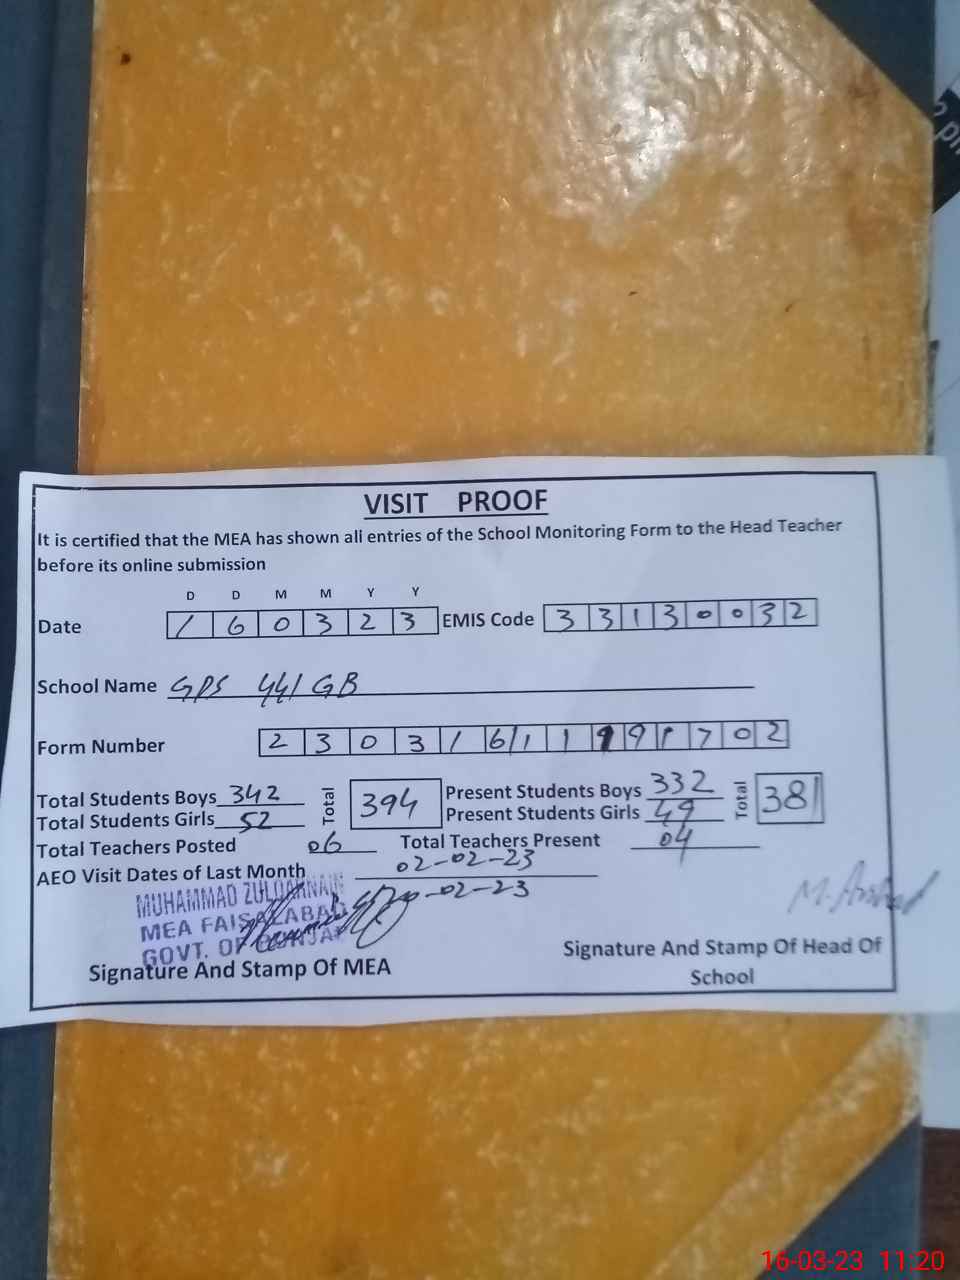 VISIT PROOF
It is certified that the MEA has shown all entries of the School Monitoring Form to the Head Teacher
before its online submission
D D M M Y Y
Date 1 6 0 3 2 3 EMIS Code 3 3 1 3 0 0 3 2
School Name GPS 441 GB
Form Number 2 3 0 3 1 6 1 1 1 9 9 1 7 0 2
Total Students Boys 342 Total 394 Present Students Boys 332 Total 381
Total Students Girls 52 Present Students Girls 49
Total Teachers Posted 06 Total Teachers Present 04
AEO Visit Dates of Last Month 02-02-23
-02-23
MUHAMMAD ZULQARNAIN
MEA FAISALABAD
GOVT. OF PUNJAB
M. Arshad
Signature And Stamp Of MEA
Signature And Stamp Of Head Of
School
16-03-23 11:20